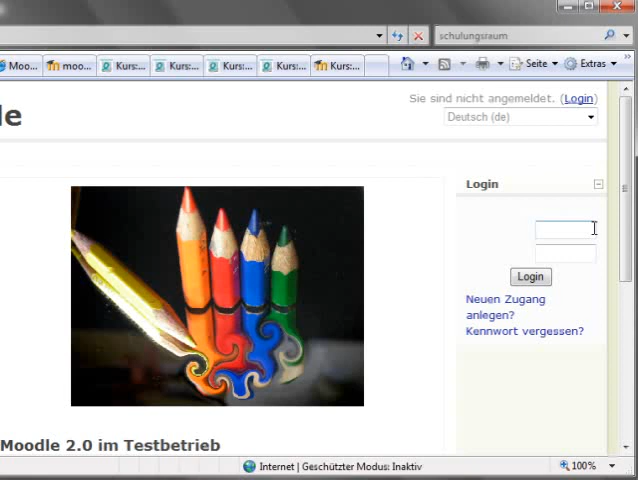 schulungsraum
Moo... moo... Kurs:... Kurs:... Kurs:... Kurs:... Kurs:... Seite Extras
Sie sind nicht angemeldet. (Login)
le
Deutsch (de)
Login
Login
Neuen Zugang
anlegen?
Kennwort vergessen?
Moodle 2.0 im Testbetrieb
Internet | Geschützter Modus: Inaktiv
100%